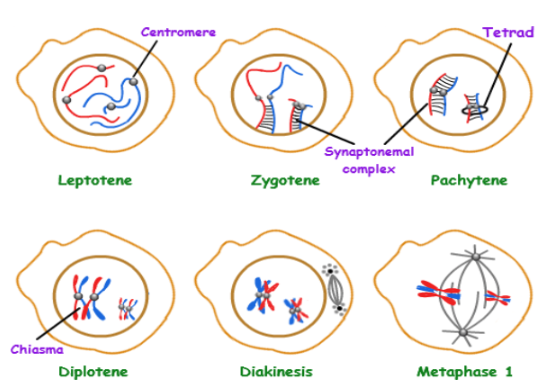 Centromere
Tetrad
Synaptonemal
complex
Leptotene
Zygotene
Pachytene
Chiasma
Diplotene
Diakinesis
Metaphase 1